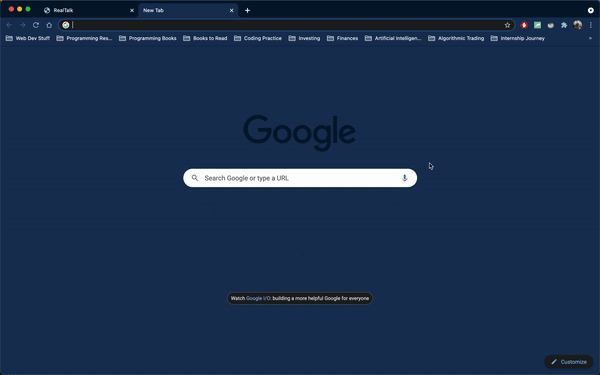 RealTalk
New Tab
Web Dev Stuff
Programming Res...
Programming Books
Books to Read
Coding Practice
Investing
Finances
Artificial Intelligen...
Algorithmic Trading
Internship Journey
Google
Search Google or type a URL
Watch Google I/O: building a more helpful Google for everyone
Customize